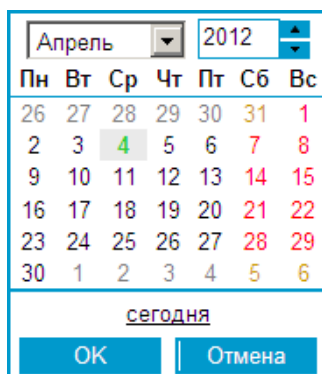 Апрель 2012
Пн Вт Ср Чт Пт Сб Вс
26 27 28 29 30 31 1
2 3 4 5 6 7 8
9 10 11 12 13 14 15
16 17 18 19 20 21 22
23 24 25 26 27 28 29
30 1 2 3 4 5 6
сегодня
OK Отмена